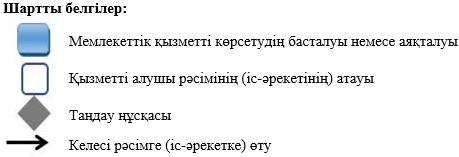 Шартты белгілер:
Мемлекеттік қызметті көрсетудің басталуы немесе аяқталуы
Қызметті алушы рәсімінің (іс-әрекетінің) атауы
Таңдау нұсқасы
Келесі рәсімге (іс-әрекетке) өту